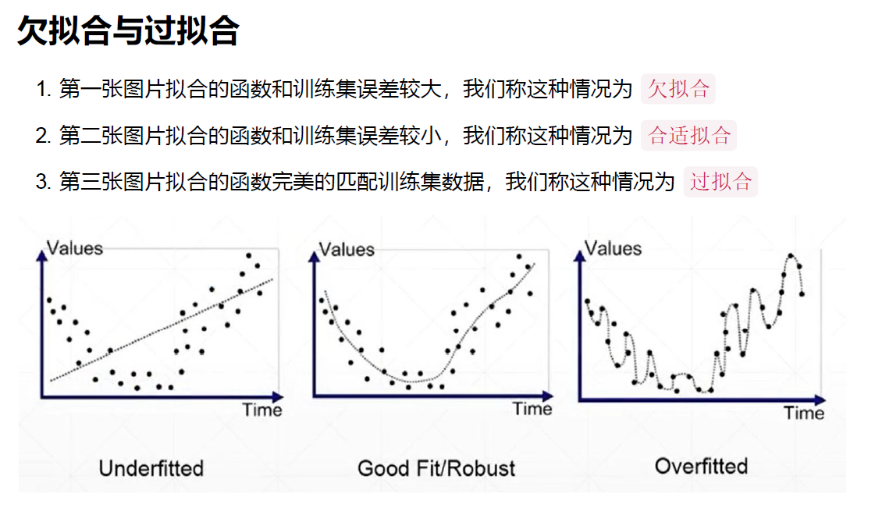 欠拟合与过拟合
1. 第一张图片拟合的函数和训练集误差较大，我们称这种情况为 欠拟合
2. 第二张图片拟合的函数和训练集误差较小，我们称这种情况为 合适拟合
3. 第三张图片拟合的函数完美的匹配训练集数据，我们称这种情况为 过拟合
Values Values Values
Time Time Time
Underfitted Good Fit/Robust Overfitted